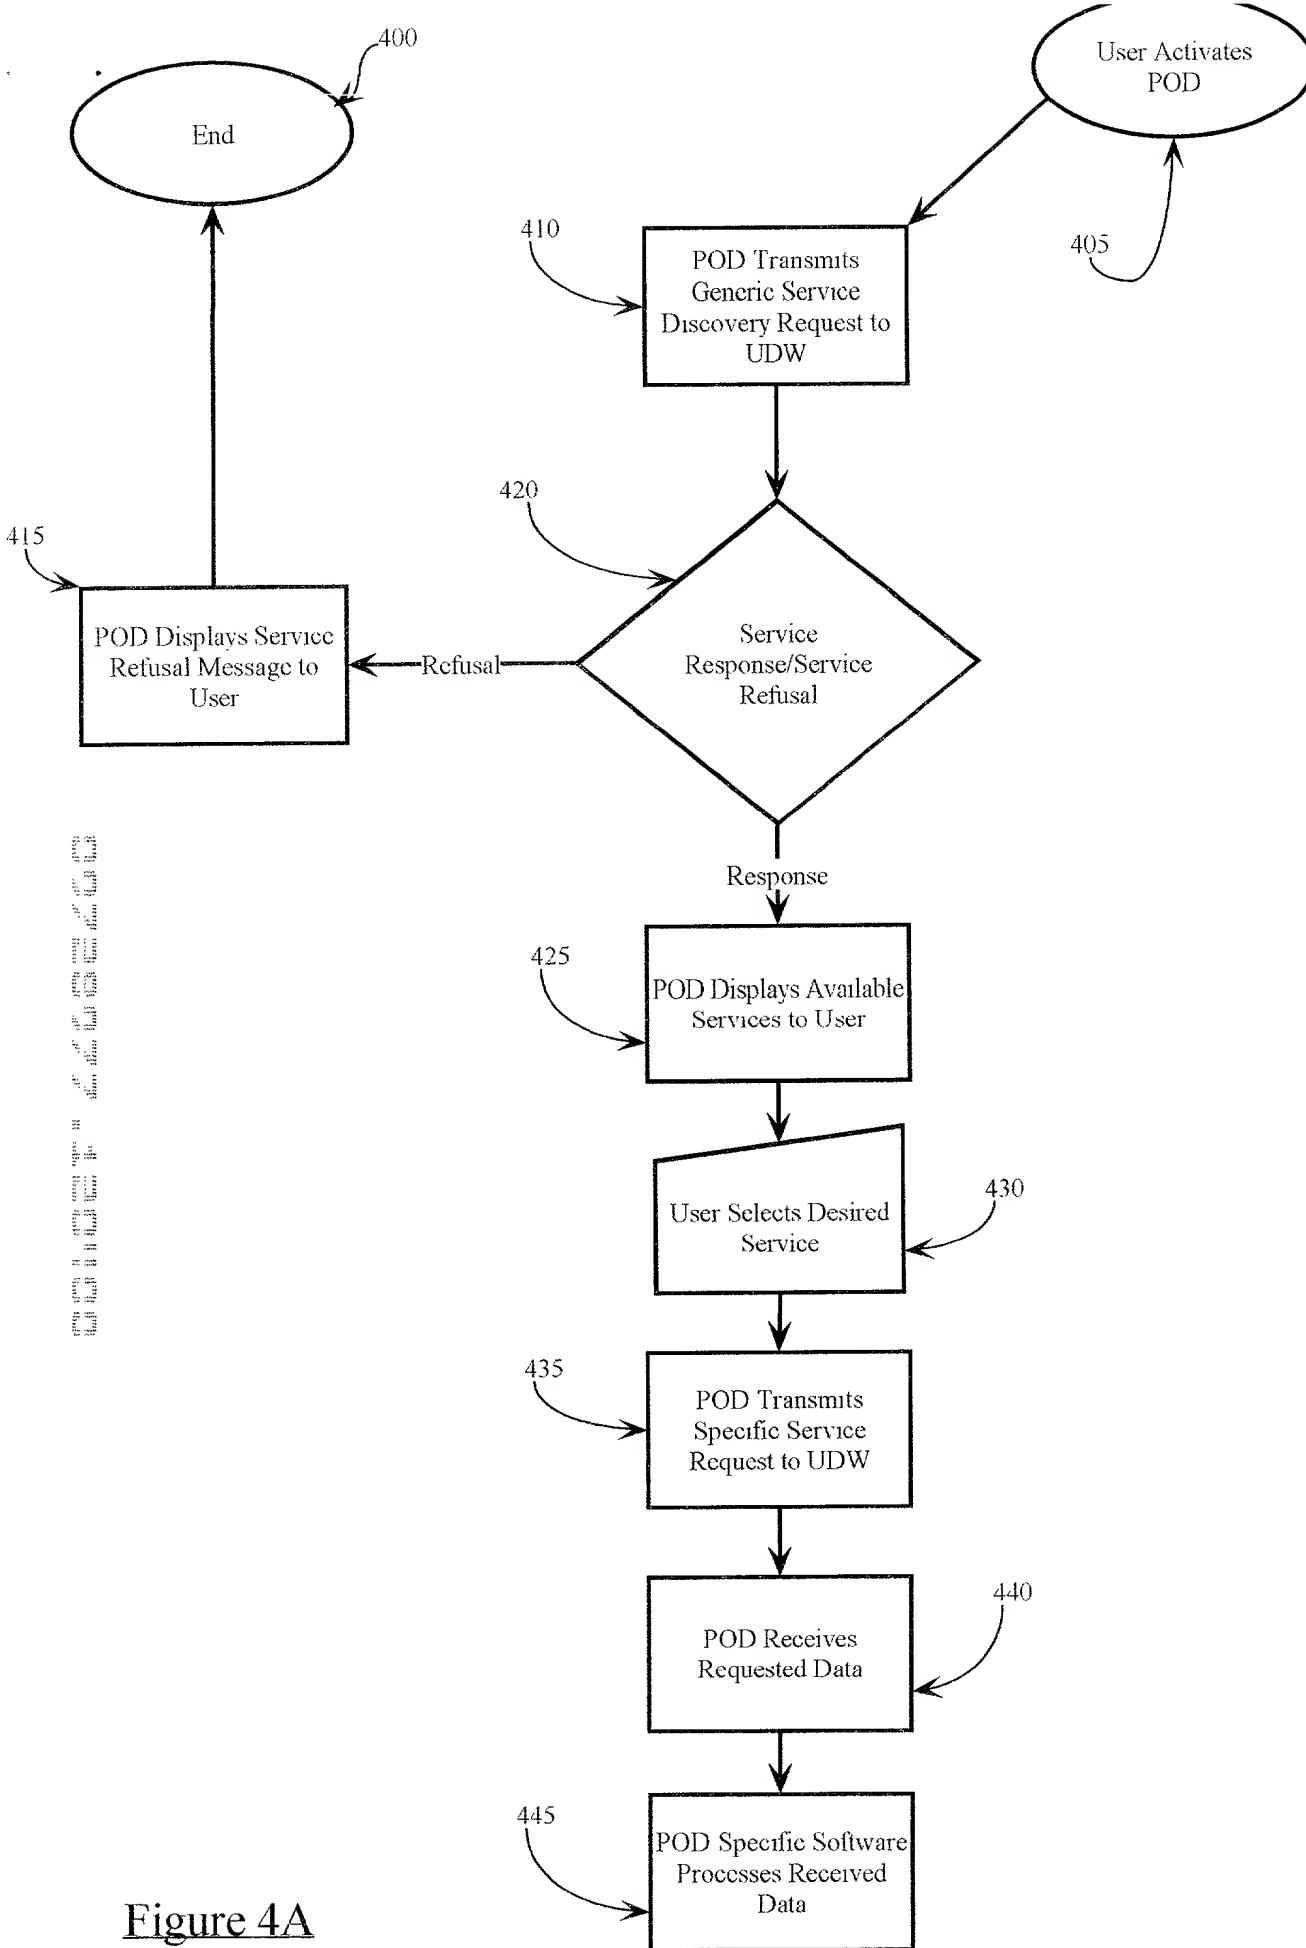 400
End
User Activates
POD
405
410
POD Transmits
Generic Service
Discovery Request to
UDW
420
415
Service
Response/Service
Refusal
Refusal
POD Displays Service
Refusal Message to
User
Response
425
POD Displays Available
Services to User
430
User Selects Desired
Service
435
POD Transmits
Specific Service
Request to UDW
440
POD Receives
Requested Data
445
POD Specific Software
Processes Received
Data
Figure 4A